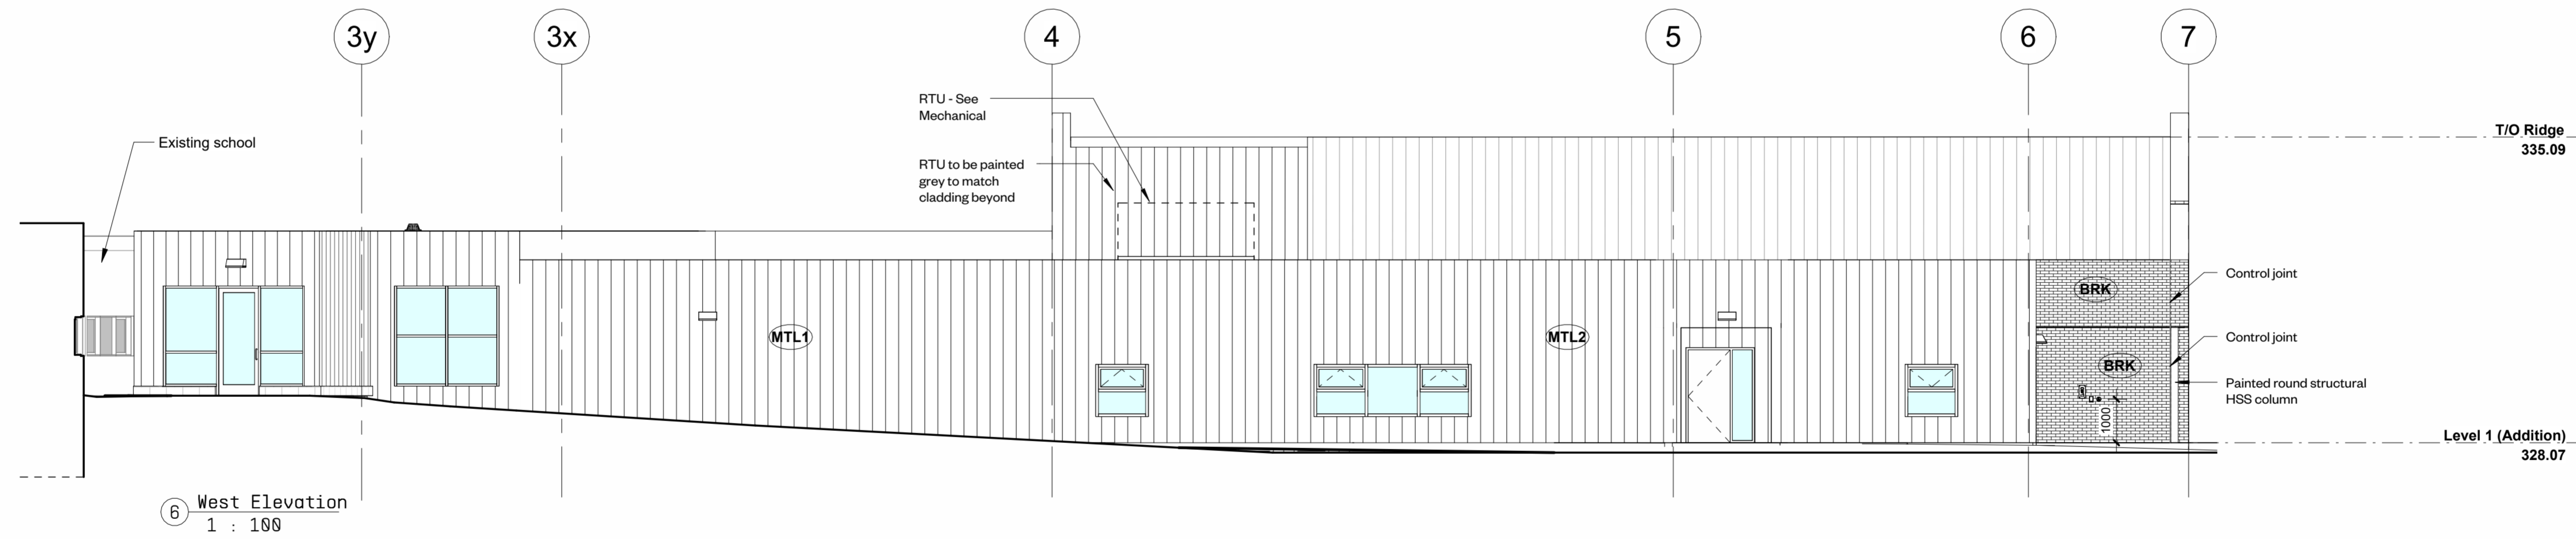 3y
3x
4
5
6
7
RTU - See
Mechanical
T/O Ridge
335.09
Existing school
RTU to be painted
grey to match
cladding beyond
Control joint
BRK
MTL1
MTL2
Control joint
BRK
Painted round structural
HSS column
1000
Level 1 (Addition)
328.07
6
West Elevation
1 : 100